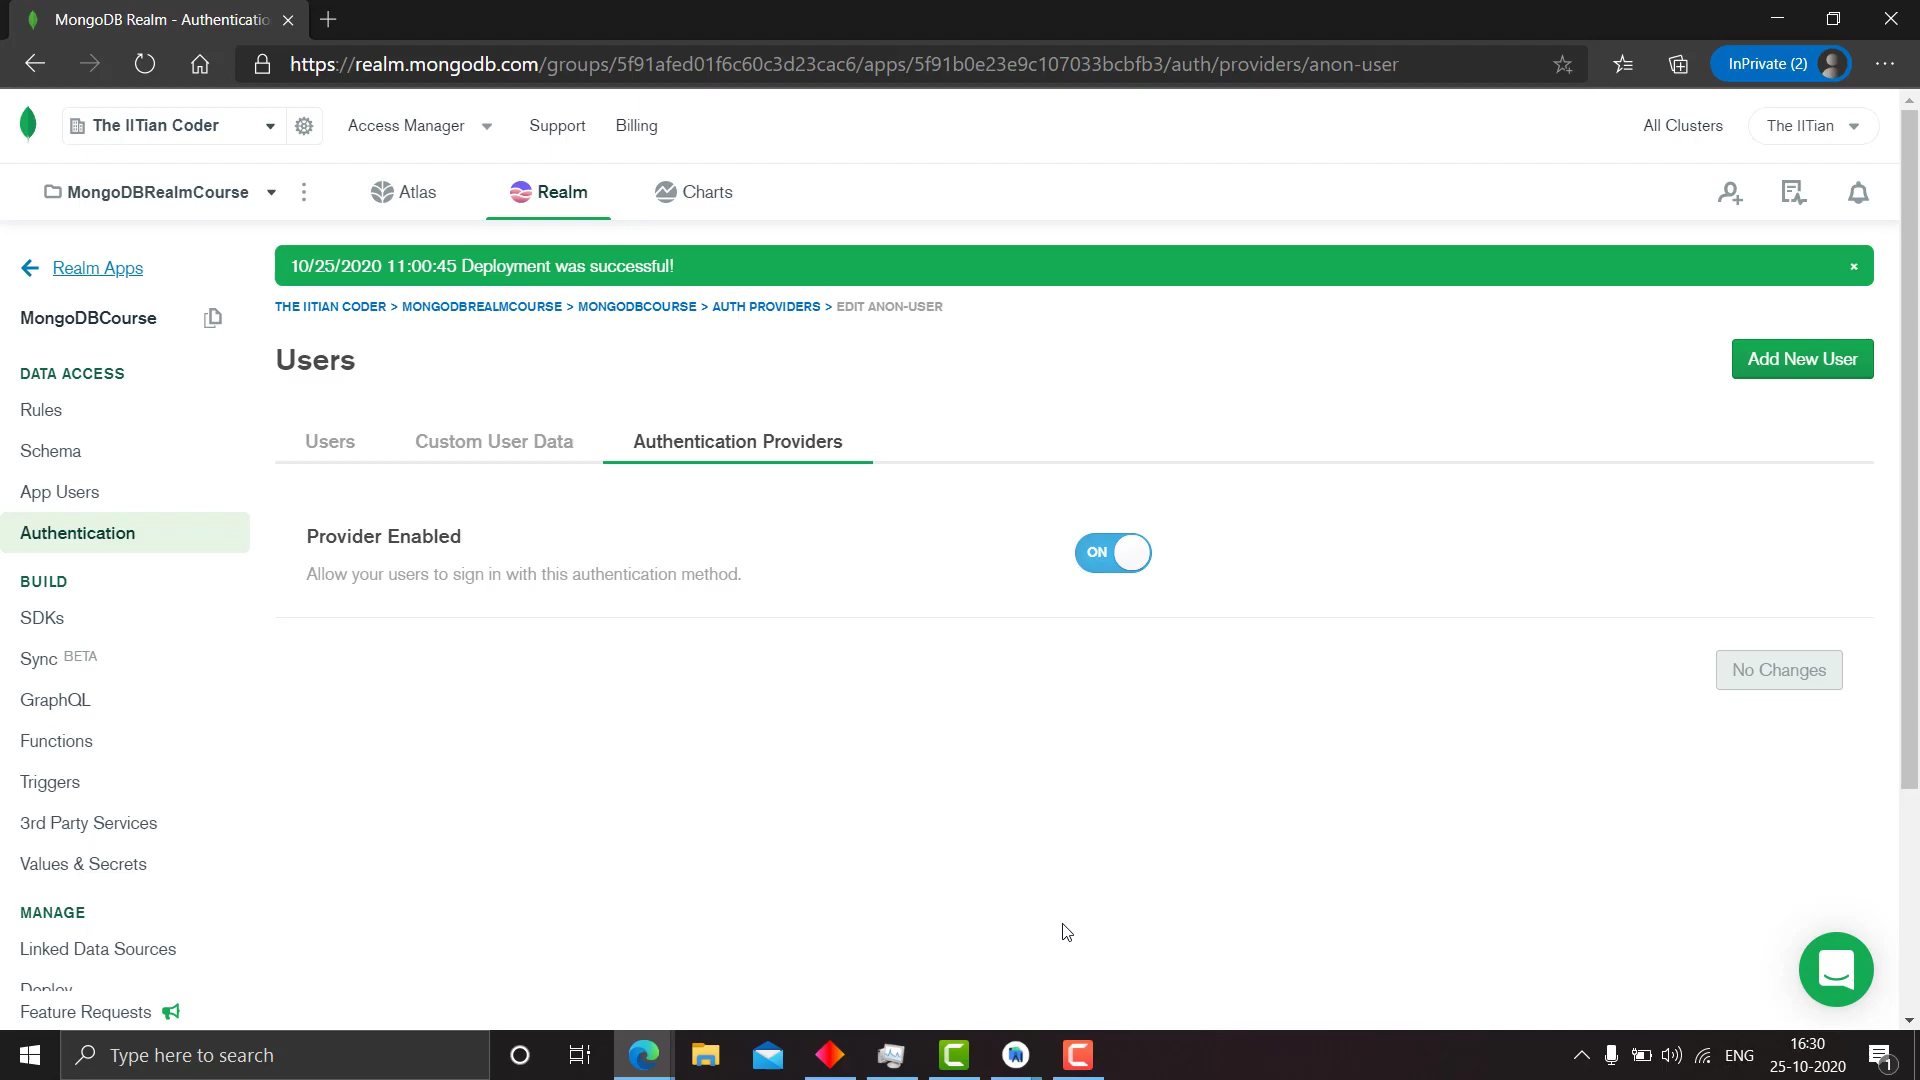 MongoDB Realm - Authenticatio
https://realm.mongodb.com/groups/5f91afed01f6c60c3d23cac6/apps/5f91b0e23e9c107033bcbfb3/auth/providers/anon-user
InPrivate (2)
The IITian Coder
Access Manager
Support
Billing
All Clusters
The IITian
MongoDBRealmCourse
Atlas
Realm
Charts
Realm Apps
10/25/2020 11:00:45 Deployment was successful!
THE IITIAN CODER > MONGODBREALMCOURSE > MONGODBCOURSE > AUTH PROVIDERS > EDIT ANON-USER
MongoDBCourse
Users
Add New User
DATA ACCESS
Rules
Schema
App Users
Authentication
Users
Custom User Data
Authentication Providers
Provider Enabled
Allow your users to sign in with this authentication method.
ON
No Changes
BUILD
SDKs
Sync BETA
GraphQL
Functions
Triggers
3rd Party Services
Values & Secrets
MANAGE
Linked Data Sources
Deploy
Feature Requests
Type here to search
ENG
16:30
25-10-2020
1